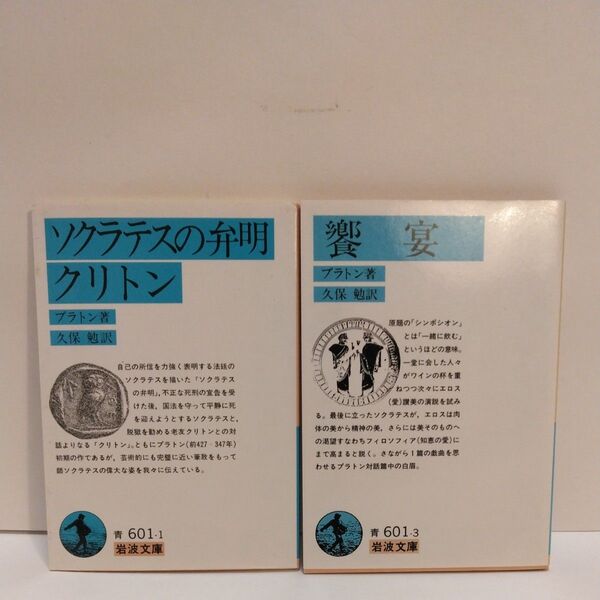 ソクラテスの弁明
クリトン
プラトン著
久保 勉訳
自己の所信を力強く表明する法廷の
ソクラテスを描いた「ソクラテス
の弁明」,不正な死刑の宣告を受
けた後,国法を守って平静に死
を迎えようとするソクラテスと,
脱獄を勧める老友クリトンとの対
話よりなる「クリトン」,ともにプラトン(前427‐347年)
初期の作であるが,芸術的にも完璧に近い筆致をもって
師ソクラテスの偉大な姿を我々に伝えている。
青 601-1
岩波文庫
饗 宴
プラトン著
久保 勉訳
原題の「シンポシオン」
とは「一緒に飲む」
というほどの意味。
一堂に会した人々
がワインの杯を重
ねつつ次々にエロス
(愛)讃美の演説を試み
る。最後に立ったソクラテスが,エロスは肉
体の美から精神の美,さらには美そのものへ
の渇望すなわちフィロソフィア(知恵の愛)に
まで高まると説く。さながら1篇の戯曲を思
わせるプラトン対話篇中の白眉。
青 601-3
岩波文庫